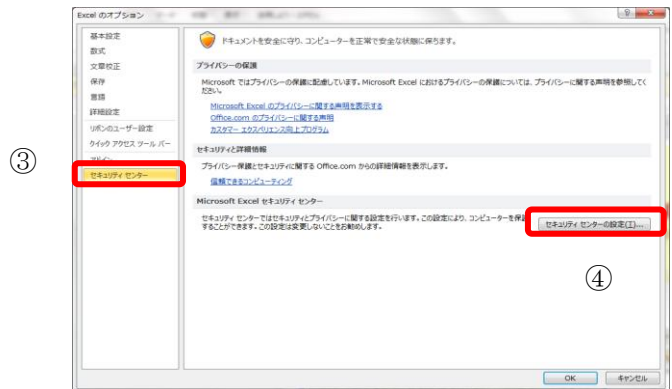 Excel のオプション
基本設定
数式
文章校正
保存
言語
詳細設定
リボンのユーザー設定
クイック アクセス ツール バー
アドイン
セキュリティ センター
ドキュメントを安全に守り、コンピューターを正常で安全な状態に保ちます。
プライバシーの保護
Microsoft ではプライバシーの保護に配慮しています。Microsoft Excel におけるプライバシーの保護については、プライバシーに関する声明を参照してく
ださい。
Microsoft Excel のプライバシーに関する声明を表示する
Office.com のプライバシーに関する声明
カスタマー エクスペリエンス向上プログラム
セキュリティと詳細情報
プライバシー保護とセキュリティに関する Office.com からの詳細情報を表示します。
信頼できるコンピューティング
Microsoft Excel セキュリティ センター
セキュリティ センターではセキュリティとプライバシーに関する設定を行います。この設定により、コンピューターを保護
することができます。この設定は変更しないことをお勧めします。
セキュリティ センターの設定(T)...
③
④
OK
キャンセル